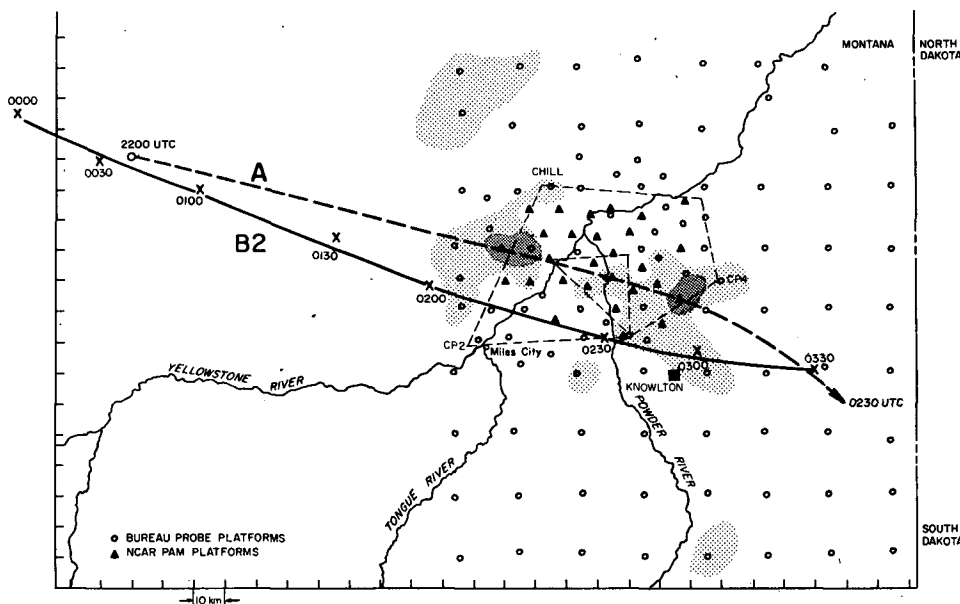 MONTANA
NORTH
DAKOTA
0000
2200 UTC
0030
A
CHILL
0100
B2
0130
0200
CP4
CP2
Miles City
0230
0300
0330
KNOWLTON
0230 UTC
YELLOWSTONE RIVER
POWDER RIVER
TONGUE RIVER
BUREAU PROBE PLATFORMS
NCAR PAM PLATFORMS
SOUTH
DAKOTA
10 km